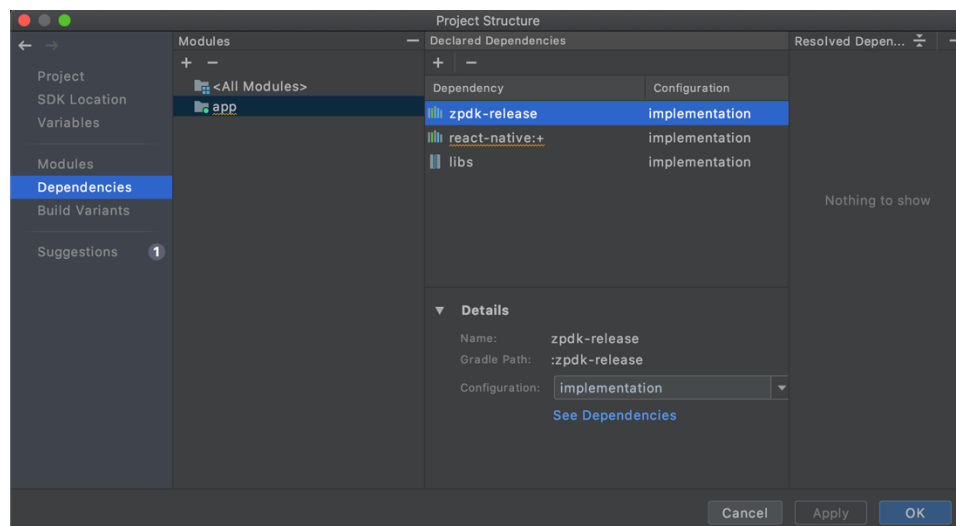 Project Structure
Project
SDK Location
Variables
Modules
Dependencies
Build Variants
Suggestions 1
Modules
<All Modules>
app
Declared Dependencies
Dependency Configuration
zpdk-release implementation
react-native:+ implementation
libs implementation
Details
Name: zpdk-release
Gradle Path: :zpdk-release
Configuration: implementation
See Dependencies
Resolved Depen...
Nothing to show
Cancel Apply OK